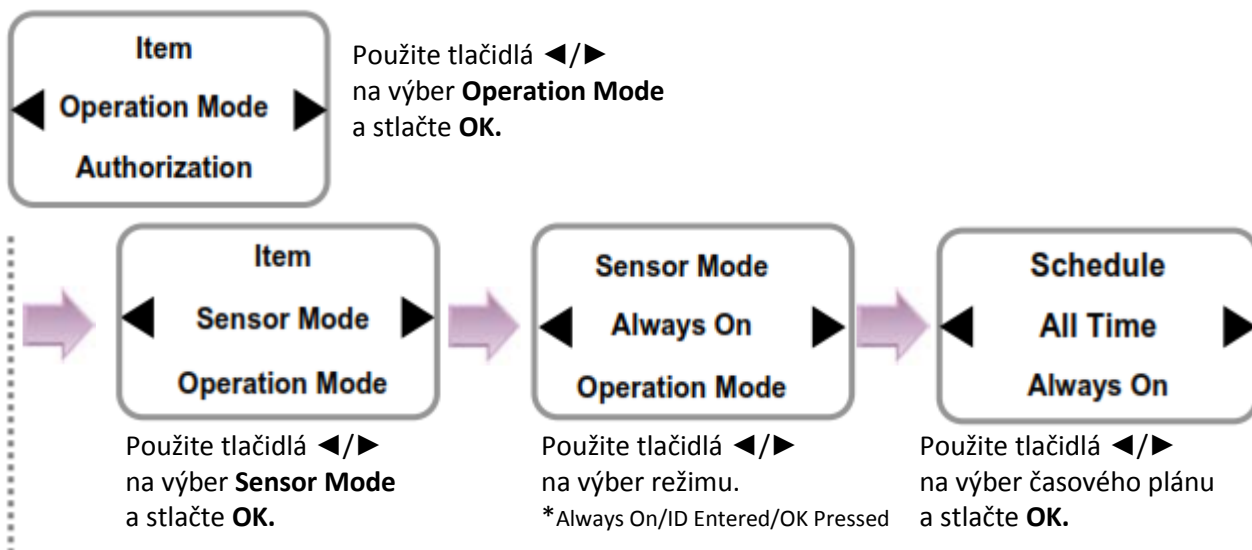 Item
◀ Operation Mode ▶
Authorization
Použite tlačidlá ◄/►
na výber Operation Mode
a stlačte OK.
Item
◀ Sensor Mode ▶
Operation Mode
Použite tlačidlá ◄/►
na výber Sensor Mode
a stlačte OK.
Sensor Mode
◀ Always On ▶
Operation Mode
Použite tlačidlá ◄/►
na výber režimu.
*Always On/ID Entered/OK Pressed
Schedule
◀ All Time ▶
Always On
Použite tlačidlá ◄/►
na výber časového plánu
a stlačte OK.